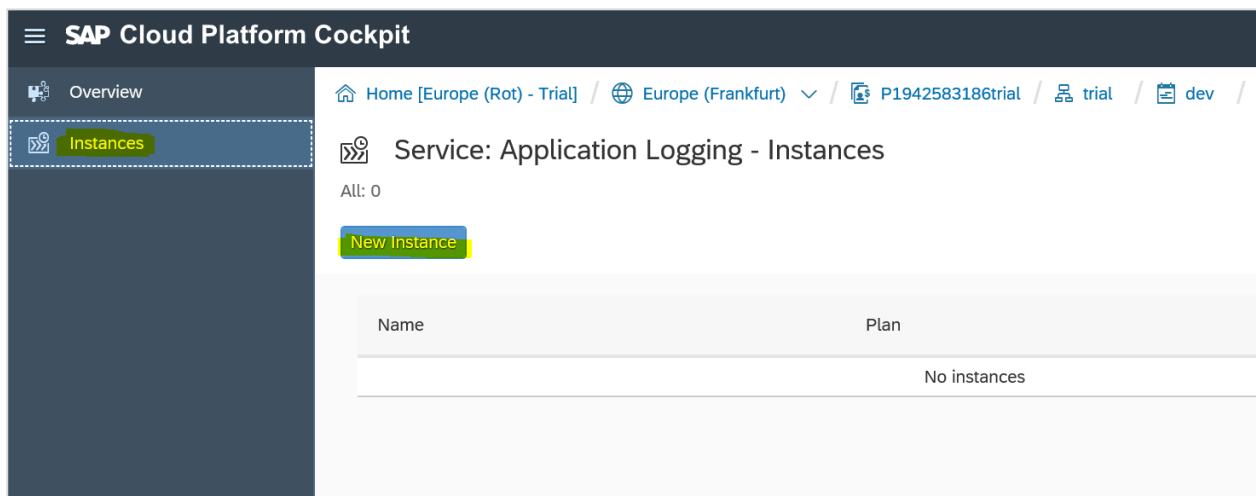 SAP Cloud Platform Cockpit
Overview
Home [Europe (Rot) - Trial] / Europe (Frankfurt) / P1942583186trial / trial / dev /
Instances
Service: Application Logging - Instances
All: 0
New Instance
Name Plan
No instances